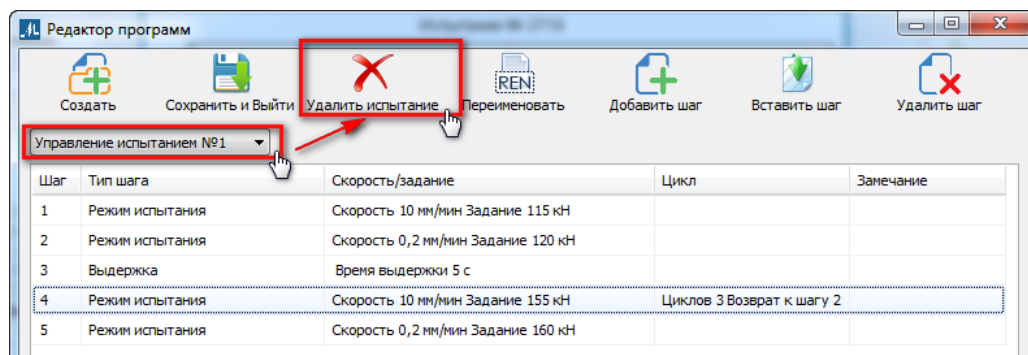 Редактор программ
Испытание № 2710
REN
Создать Сохранить и Выйти Удалить испытание Переименовать Добавить шаг Вставить шаг Удалить шаг
Управление испытанием №1
Шаг Тип шага Скорость/задание Цикл Замечание
1 Режим испытания Скорость 10 мм/мин Задание 115 кН
2 Режим испытания Скорость 0,2 мм/мин Задание 120 кН
3 Выдержка Время выдержки 5 с
4 Режим испытания Скорость 10 мм/мин Задание 155 кН Циклов 3 Возврат к шагу 2
5 Режим испытания Скорость 0,2 мм/мин Задание 160 кН